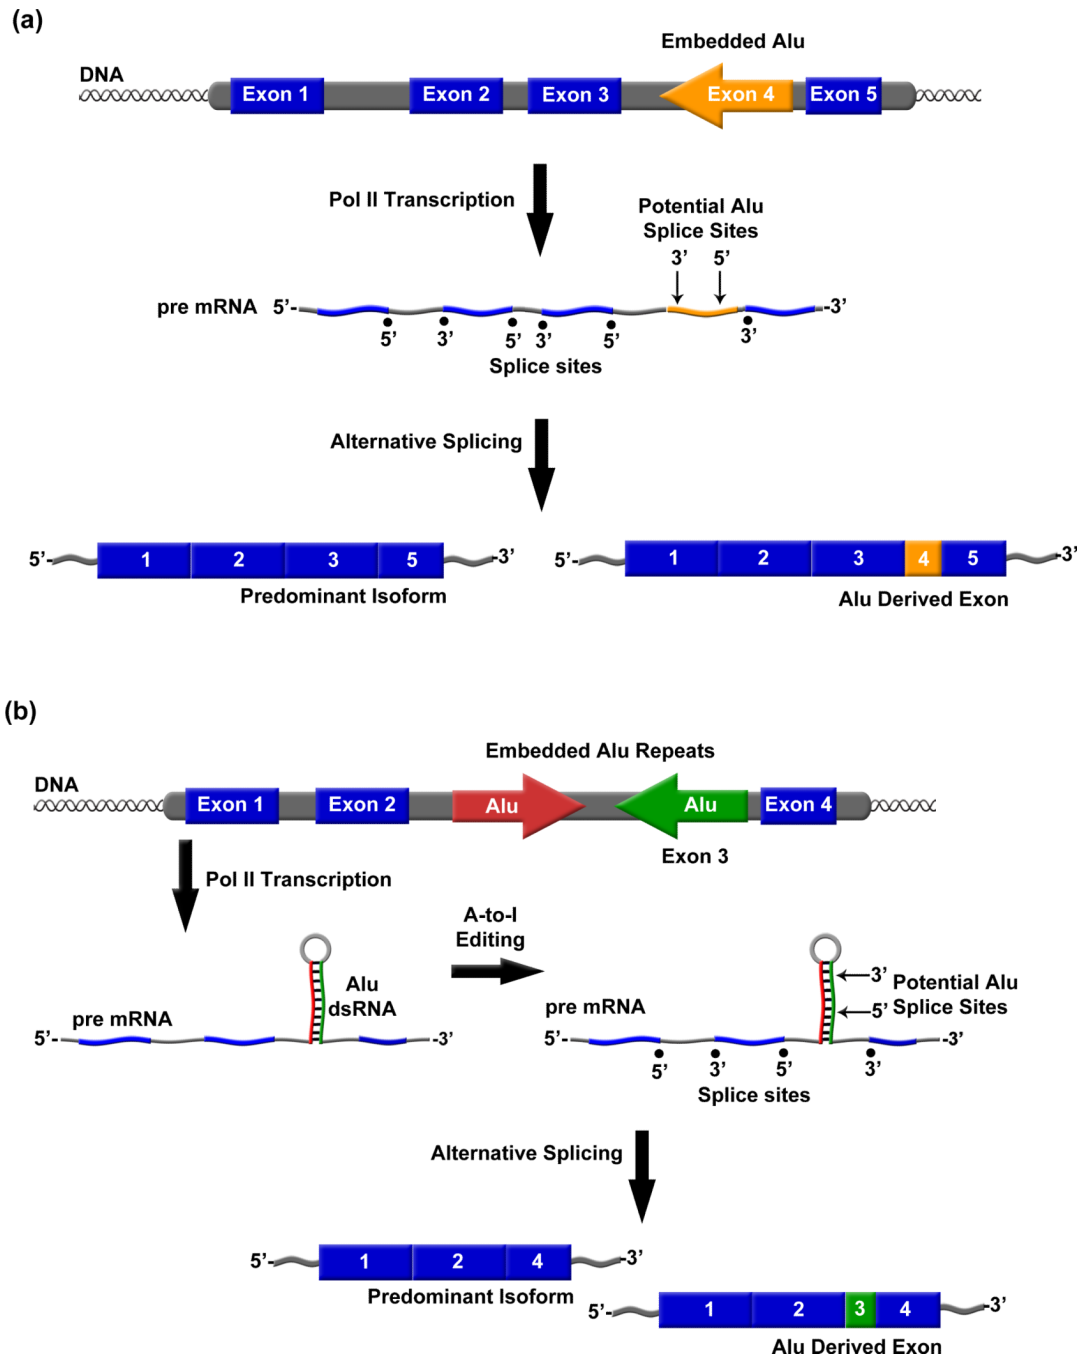 (a)
Embedded Alu
DNA
Exon 1 Exon 2 Exon 3 Exon 4 Exon 5
Pol II Transcription
Potential Alu
Splice Sites
3’ 5’
pre mRNA 5’- -3’
5’ 3’ 5’ 3’ 5’ 3’
Splice sites
Alternative Splicing
5’- 1 2 3 5 -3’
Predominant Isoform
5’- 1 2 3 4 5 -3’
Alu Derived Exon
(b)
Embedded Alu Repeats
DNA
Exon 1 Exon 2 Alu Alu Exon 4
Exon 3
Pol II Transcription
A-to-I
Editing
Alu
dsRNA
pre mRNA
5’- -3’
3’ Potential Alu
5’ Splice Sites
pre mRNA
5’- -3’
5’ 3’ 5’ 3’
Splice sites
Alternative Splicing
5’- 1 2 4 -3’
Predominant Isoform
5’- 1 2 3 4 -3’
Alu Derived Exon